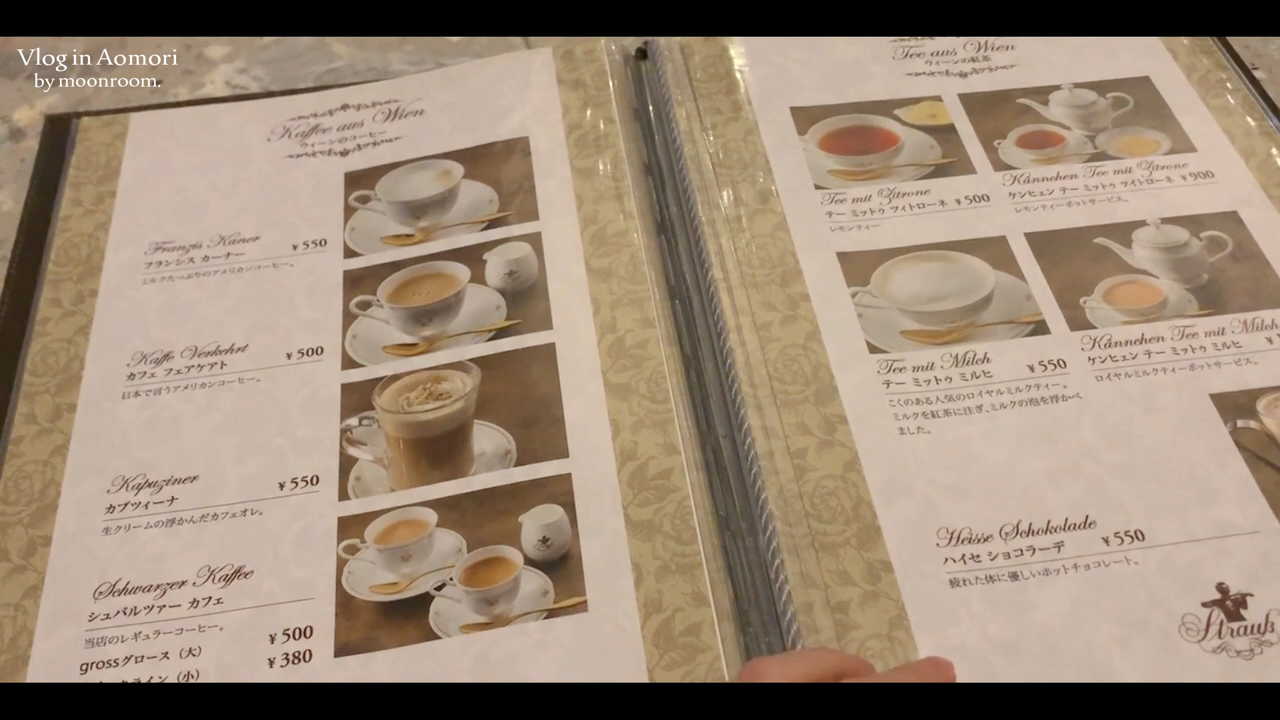 Vlog in Aomori
by moonroom.
Kaffee aus Wien
ウィーンのコーヒー
Franzis Kaner ¥550
フランシス カーナー
ミルクたっぷりのアメリカンコーヒー。
Kaffe Verkehrt ¥500
カフェ フェアケアト
日本で言うアメリカンコーヒー。
Kapuziner ¥550
カプツィーナ
生クリームの浮かんだカフェオレ。
Schwarzer Kaffee
シュバルツァー カフェ
当店のレギュラーコーヒー。
grossグロース（大） ¥500
ライン（小） ¥380
Tee aus Wien
ウィーンの紅茶
Tee mit Zitrone
テー ミットゥ ツイトローネ ¥500
レモンティー
Kännchen Tee mit Zitrone
ケンヒェン テー ミットゥ ツイトローネ ¥900
レモンティーポットサービス。
Tee mit Milch ¥550
テー ミットゥ ミルヒ
こくのある人気のロイヤルミルクティー。
ミルクを紅茶に注ぎ、ミルクの泡を浮かべ
ました。
Kännchen Tee mit Milch
ケンヒェン テー ミットゥ ミルヒ ¥
ロイヤルミルクティーポットサービス。
Heisse Schokolade
ハイセ ショコラーデ ¥550
疲れた体に優しいホットチョコレート。
Strauß